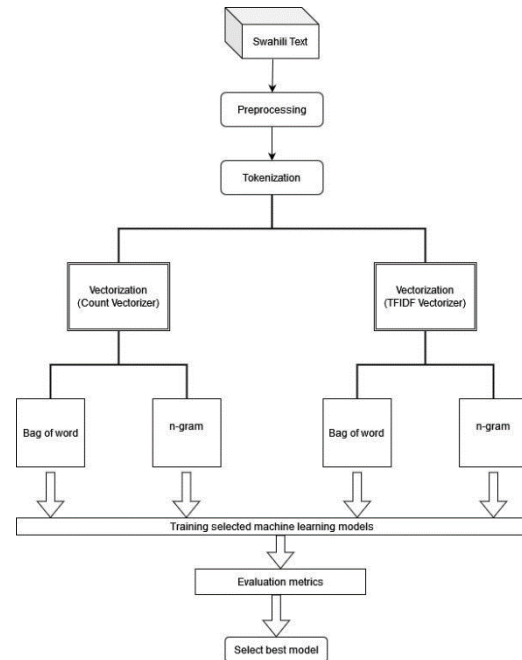 Swahili Text
Preprocessing
Tokenization
Vectorization
(Count Vectorizer)
Vectorization
(TFIDF Vectorizer)
Bag of word
n-gram
Bag of word
n-gram
Training selected machine learning models
Evaluation metrics
Select best model